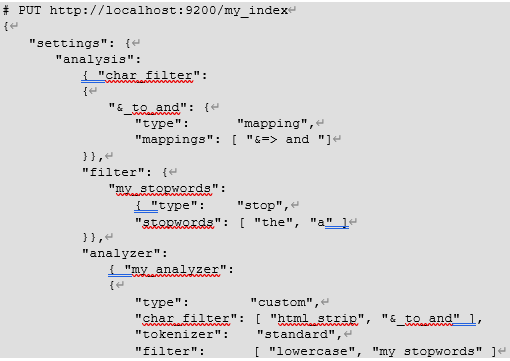 # PUT http://localhost:9200/my_index
{
"settings": {
"analysis":
{ "char_filter":
{
"&_to_and": {
"type": "mapping",
"mappings": [ "&=> and "]
}},
"filter": {
"my_stopwords":
{ "type": "stop",
"stopwords": [ "the", "a" ]
}},
"analyzer":
{ "my_analyzer":
{
"type": "custom",
"char_filter": [ "html_strip", "&_to_and" ],
"tokenizer": "standard",
"filter": [ "lowercase", "my_stopwords" ]